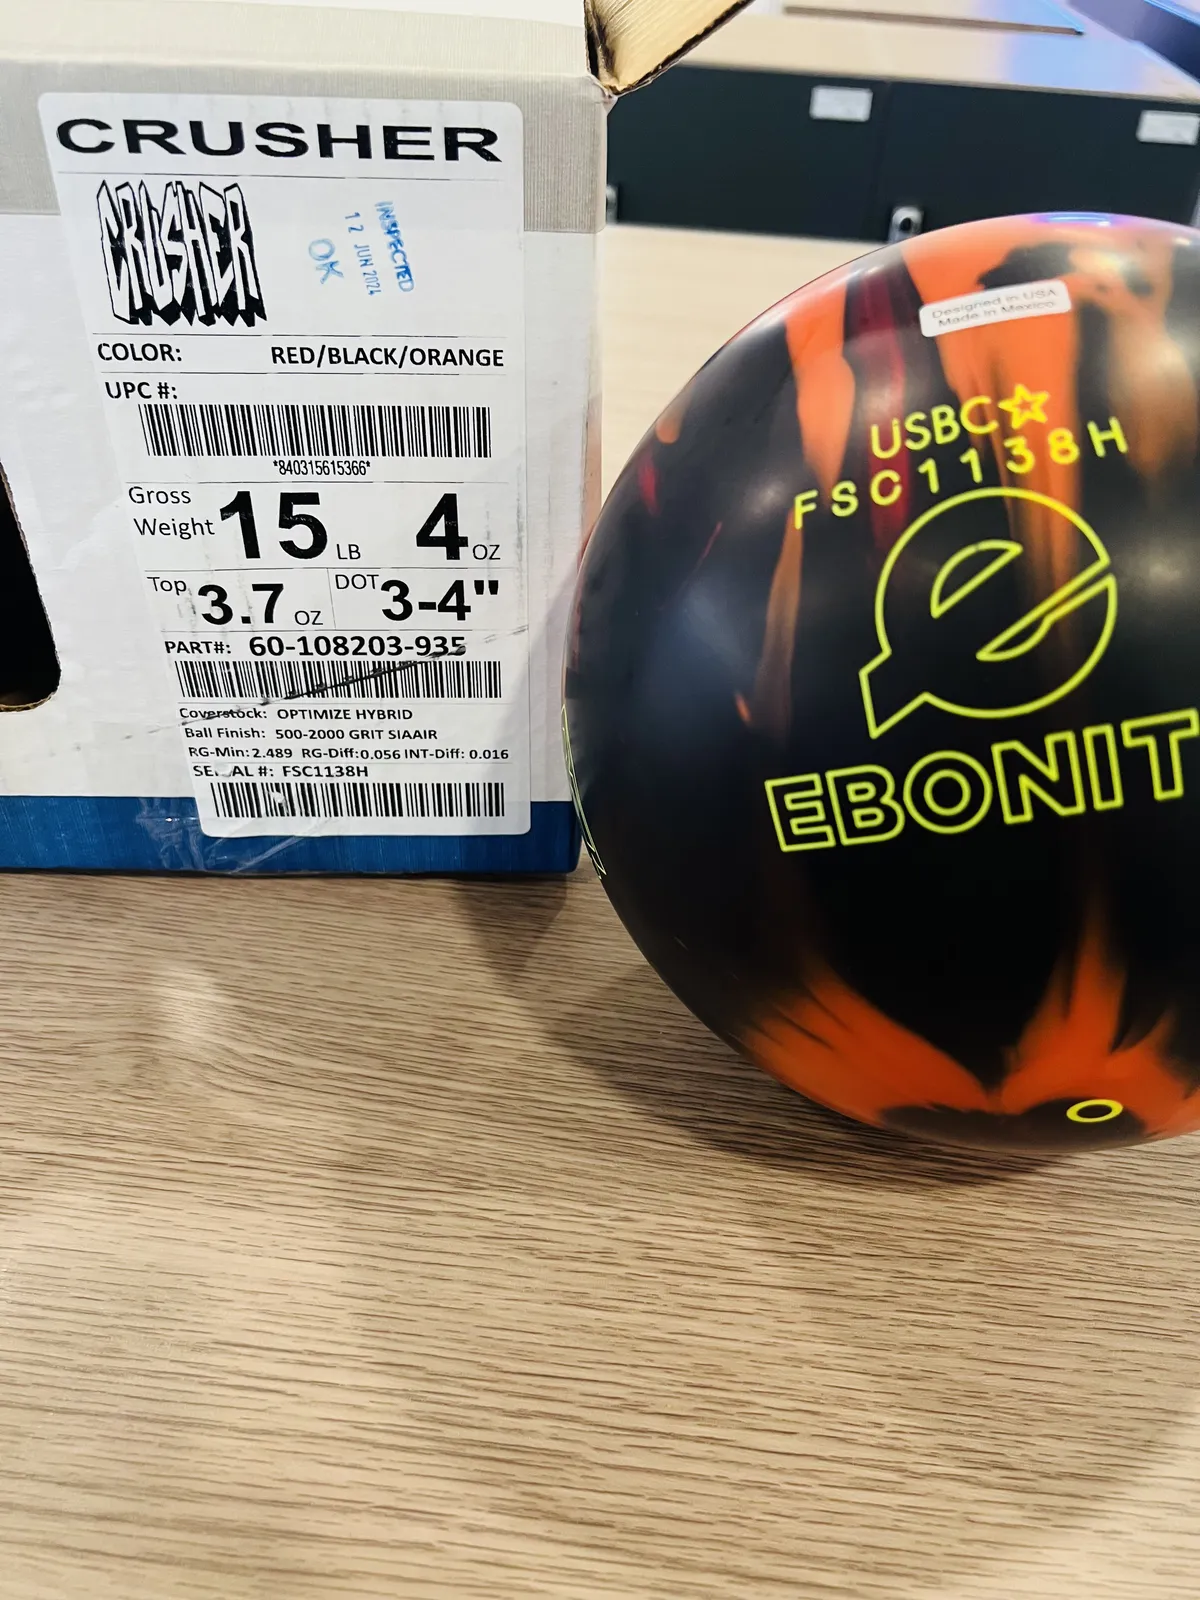 CRUSHER
CRUSHER
INSPECTED
12 JUN 2024
OK
COLOR: RED/BLACK/ORANGE
UPC #:
*840315615366*
Gross Weight 15 LB 4 OZ
Top 3.7 OZ DOT 3-4"
PART#: 60-108203-935
Coverstock: OPTIMIZE HYBRID
Ball Finish: 500-2000 GRIT SIAAIR
RG-Min: 2.489 RG-Diff: 0.056 INT-Diff: 0.016
SERIAL #: FSC1138H
Designed in USA
Made in Mexico
USBC
FSC1138H
e
EBONIT